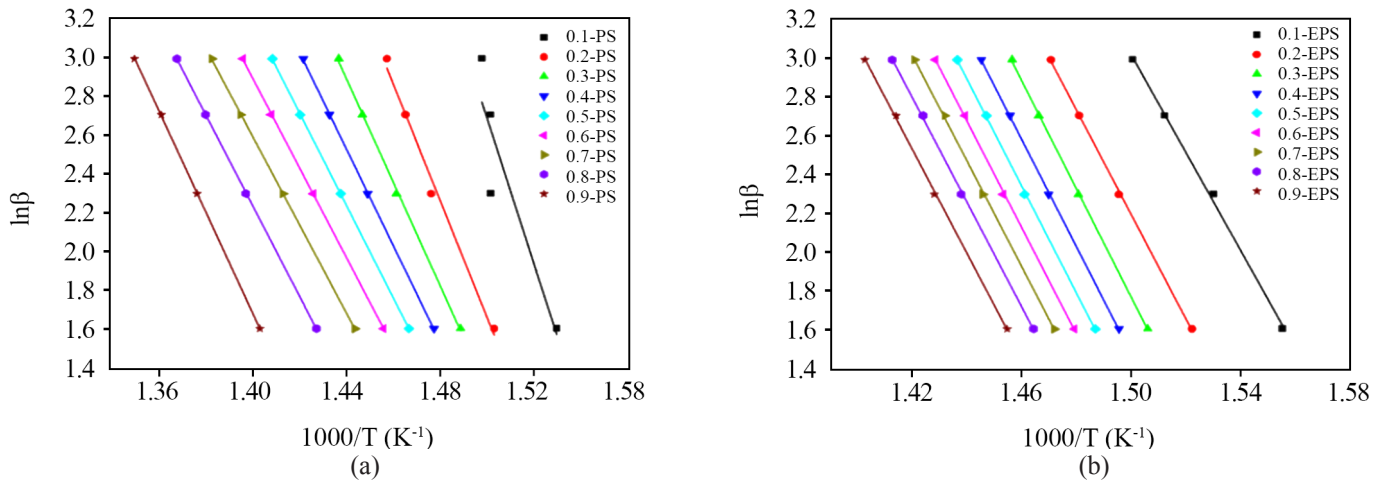 3.2
3.0
2.8
2.6
2.4
2.2
2.0
1.8
1.6
1.4
lnβ
0.1-PS
0.2-PS
0.3-PS
0.4-PS
0.5-PS
0.6-PS
0.7-PS
0.8-PS
0.9-PS
1.36 1.40 1.44 1.48 1.52 1.58
1000/T (K⁻¹)
(a)
3.2
3.0
2.8
2.6
2.4
2.2
2.0
1.8
1.6
1.4
lnβ
0.1-EPS
0.2-EPS
0.3-EPS
0.4-EPS
0.5-EPS
0.6-EPS
0.7-EPS
0.8-EPS
0.9-EPS
1.42 1.46 1.50 1.54 1.58
1000/T (K⁻¹)
(b)